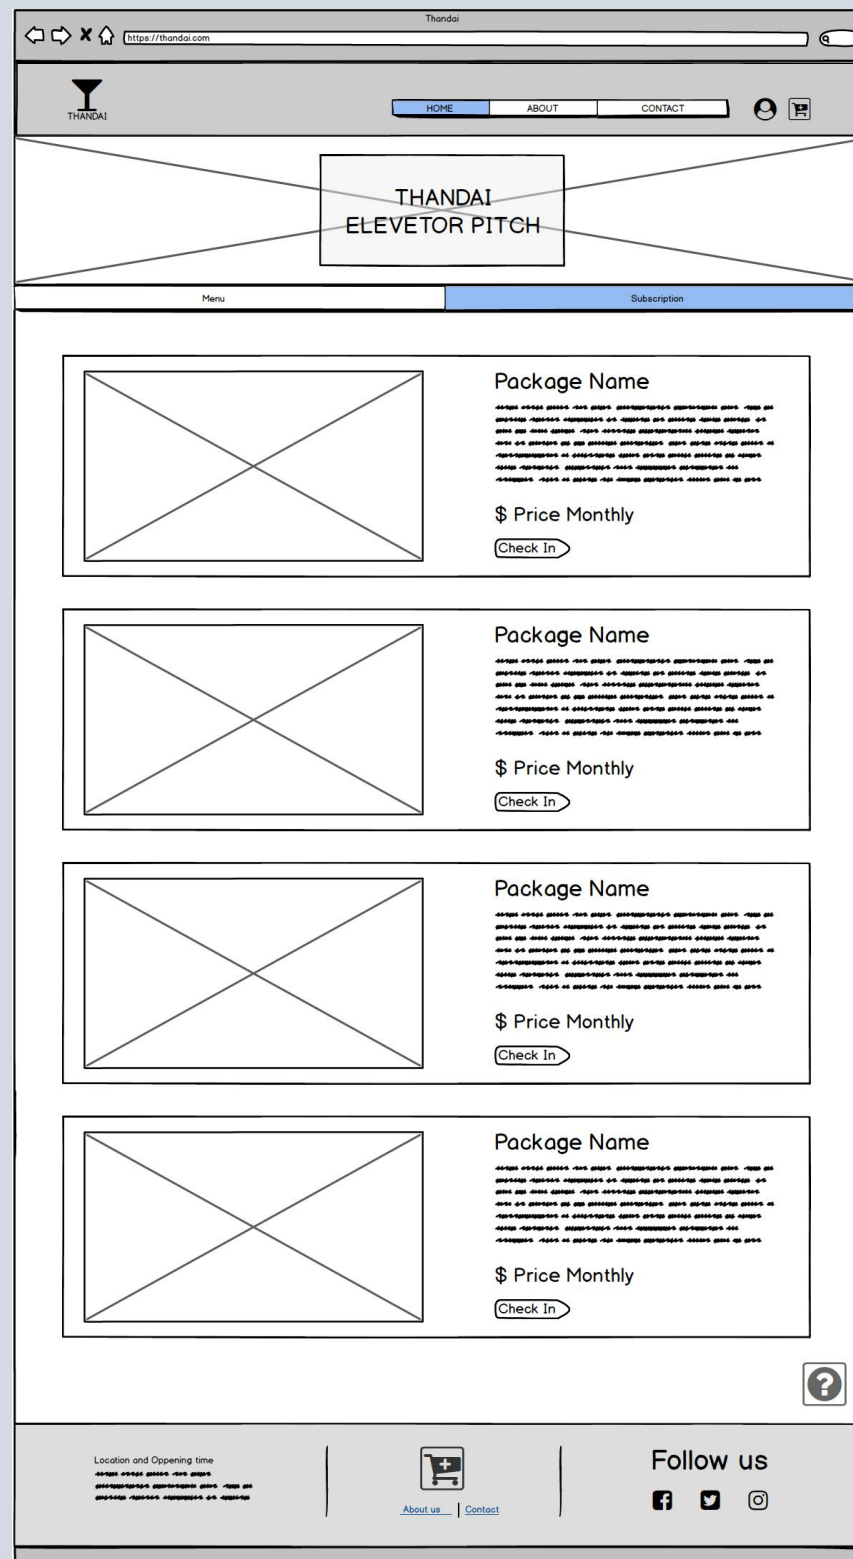 Thandai
https://thandai.com
THANDAI
HOME ABOUT CONTACT
THANDAI
ELEVETOR PITCH
Menu Subscription
Package Name
$ Price Monthly
Check In
Package Name
$ Price Monthly
Check In
Package Name
$ Price Monthly
Check In
Package Name
$ Price Monthly
Check In
?
Location and Oppening time
About us Contact
Follow us